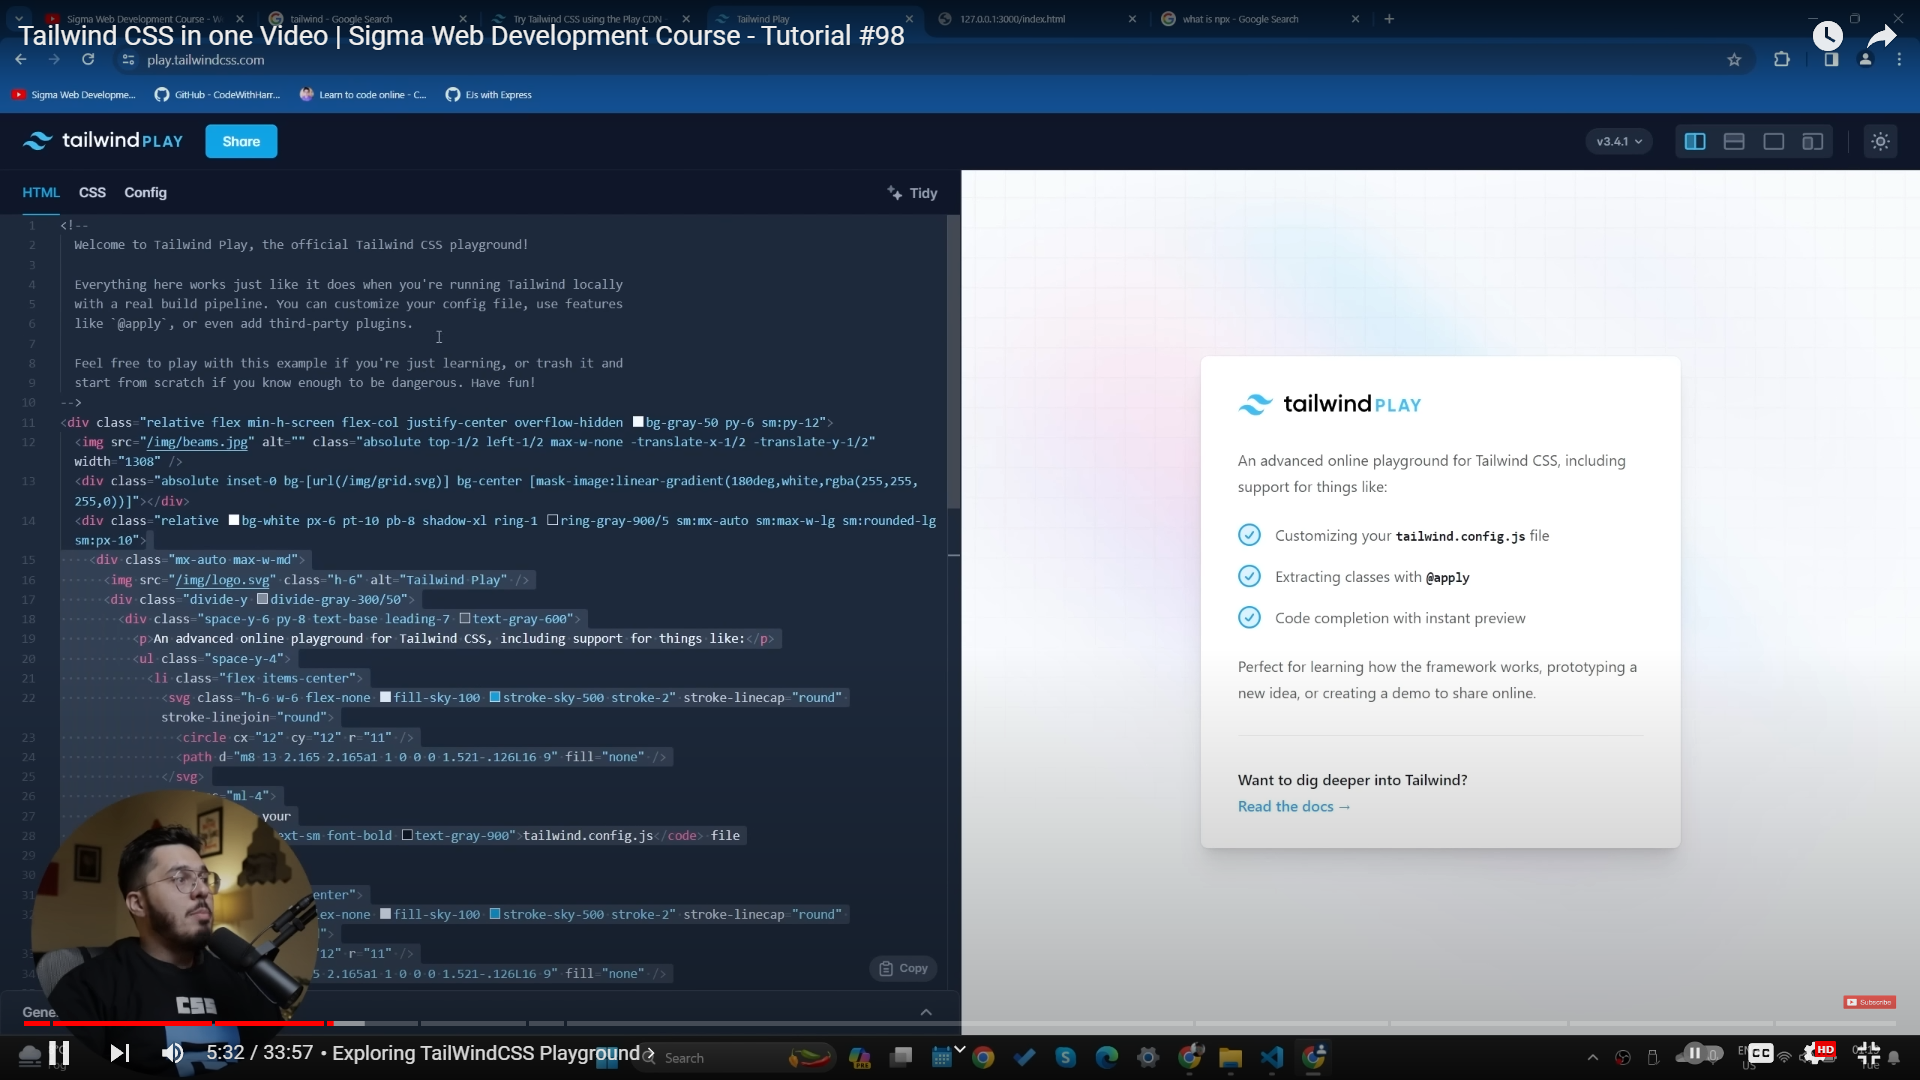 Sigma Web Development Course - W
tailwind - Google Search
Try Tailwind CSS using the Play CDN
Tailwind Play
127.0.0.1:3000/index.html
what is npx - Google Search
Tailwind CSS in one Video | Sigma Web Development Course - Tutorial #98
play.tailwindcss.com
Sigma Web Developme...
GitHub - CodeWithHarr...
Learn to code online - C...
EJs with Express
tailwind PLAY
Share
v3.4.1
HTML
CSS
Config
Tidy
1 <!--
2 Welcome to Tailwind Play, the official Tailwind CSS playground!
3
4 Everything here works just like it does when you're running Tailwind locally
5 with a real build pipeline. You can customize your config file, use features
6 like `@apply`, or even add third-party plugins.
7
8 Feel free to play with this example if you're just learning, or trash it and
9 start from scratch if you know enough to be dangerous. Have fun!
10 -->
11 <div class="relative flex min-h-screen flex-col justify-center overflow-hidden bg-gray-50 py-6 sm:py-12">
12 <img src="/img/beams.jpg" alt="" class="absolute top-1/2 left-1/2 max-w-none -translate-x-1/2 -translate-y-1/2"
width="1308" />
13 <div class="absolute inset-0 bg-[url(/img/grid.svg)] bg-center [mask-image:linear-gradient(180deg,white,rgba(255,255,
255,0))]"></div>
14 <div class="relative bg-white px-6 pt-10 pb-8 shadow-xl ring-1 ring-gray-900/5 sm:mx-auto sm:max-w-lg sm:rounded-lg
sm:px-10">
15 <div class="mx-auto max-w-md">
16 <img src="/img/logo.svg" class="h-6" alt="Tailwind Play" />
17 <div class="divide-y divide-gray-300/50">
18 <div class="space-y-6 py-8 text-base leading-7 text-gray-600">
19 <p>An advanced online playground for Tailwind CSS, including support for things like:</p>
20 <ul class="space-y-4">
21 <li class="flex items-center">
22 <svg class="h-6 w-6 flex-none fill-sky-100 stroke-sky-500 stroke-2" stroke-linecap="round"
stroke-linejoin="round">
23 <circle cx="12" cy="12" r="11" />
24 <path d="m8 13 2.165 2.165a1 1 0 0 0 1.521-.126L16 9" fill="none" />
25 </svg>
26 ="ml-4">
27 your
28 ext-sm font-bold text-gray-900">tailwind.config.js</code> file
29
30
31 enter">
32 ex-none fill-sky-100 stroke-sky-500 stroke-2" stroke-linecap="round"
">
33 "12" r="11" />
34 5 2.165a1 1 0 0 0 1.521-.126L16 9" fill="none" />
Copy
Gene
tailwind PLAY
An advanced online playground for Tailwind CSS, including
support for things like:
Customizing your tailwind.config.js file
Extracting classes with @apply
Code completion with instant preview
Perfect for learning how the framework works, prototyping a
new idea, or creating a demo to share online.
Want to dig deeper into Tailwind?
Read the docs →
CSS
Subscribe
5:32 / 33:57 • Exploring TailWindCSS Playground
Search
PRE
CC
HD
US
Tue